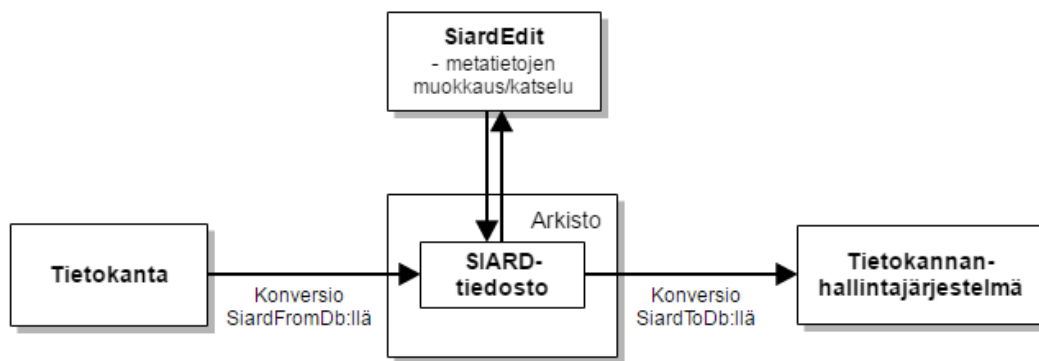 SiardEdit
- metatietojen
muokkaus/katselu
Arkisto
Tietokanta
SIARD-
tiedosto
Tietokannan-
hallintajärjestelmä
Konversio
SiardFromDb:llä
Konversio
SiardToDb:llä